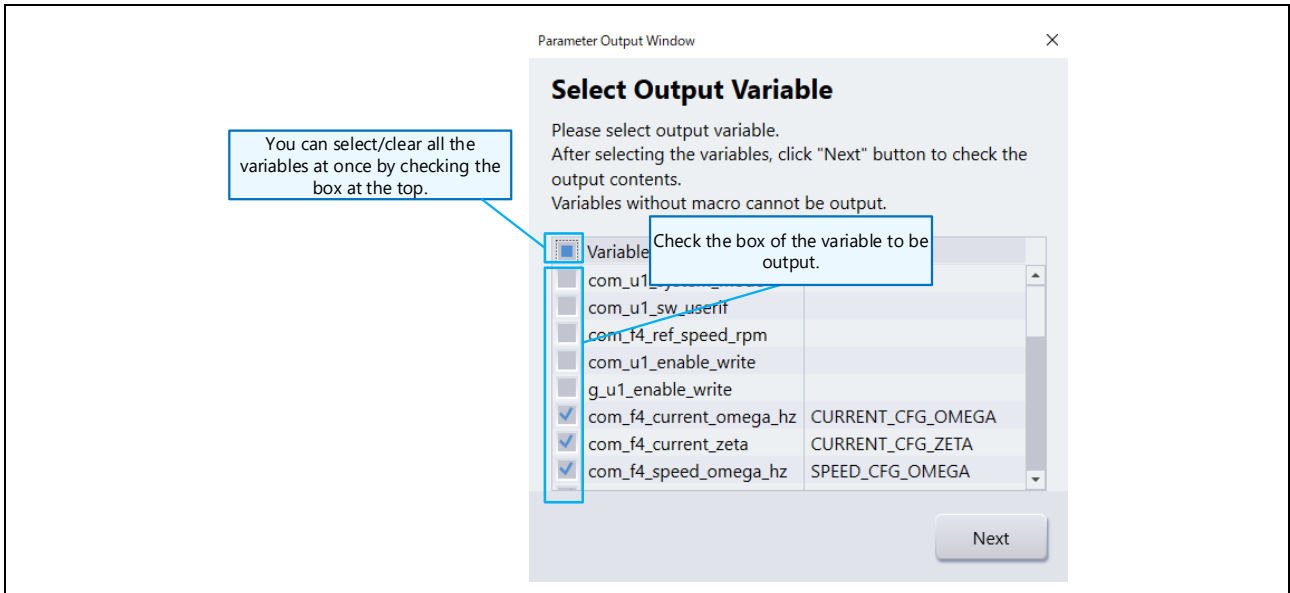 Parameter Output Window
Select Output Variable
Please select output variable.
After selecting the variables, click "Next" button to check the
output contents.
Variables without macro cannot be output.
You can select/clear all the
variables at once by checking the
box at the top.
Check the box of the variable to be
output.
Variable
com_u1_system_mode
com_u1_sw_userif
com_f4_ref_speed_rpm
com_u1_enable_write
g_u1_enable_write
com_f4_current_omega_hz CURRENT_CFG_OMEGA
com_f4_current_zeta CURRENT_CFG_ZETA
com_f4_speed_omega_hz SPEED_CFG_OMEGA
Next